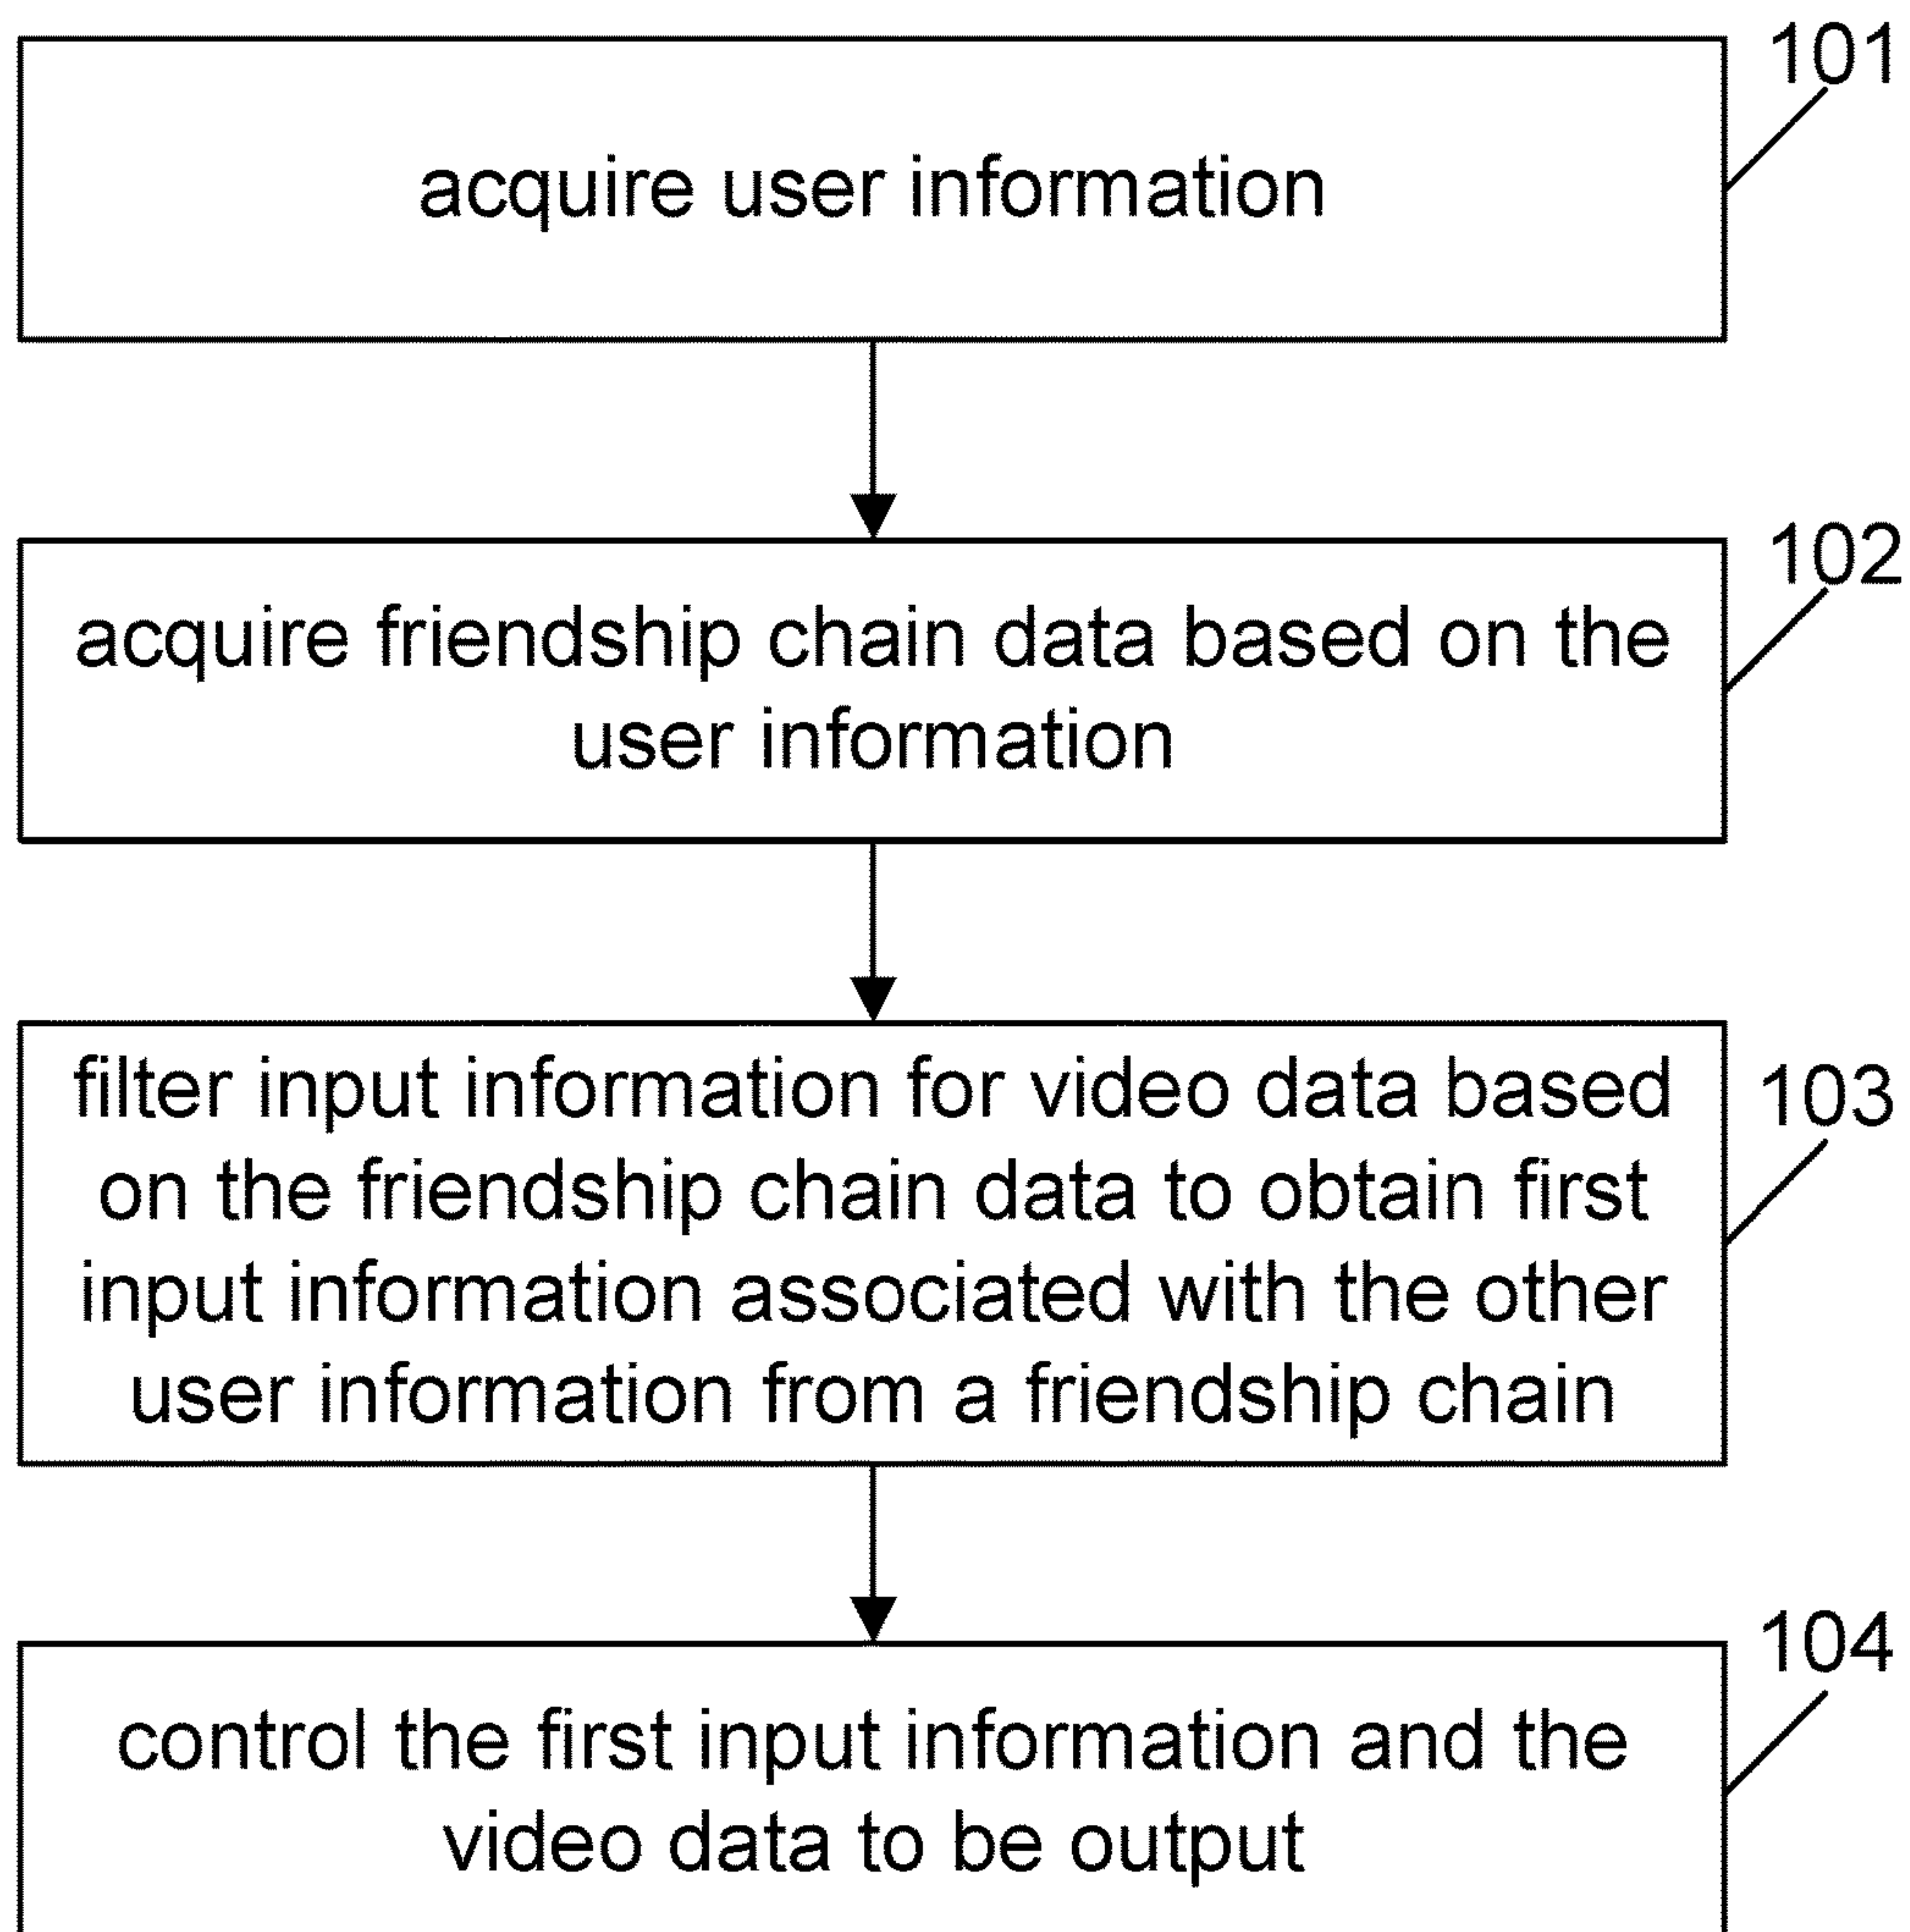 101
acquire user information
102
acquire friendship chain data based on the
user information
filter input information for video data based
103
on the friendship chain data to obtain first
input information associated with the other
user information from a friendship chain
104
control the first input information and the
video data to be output